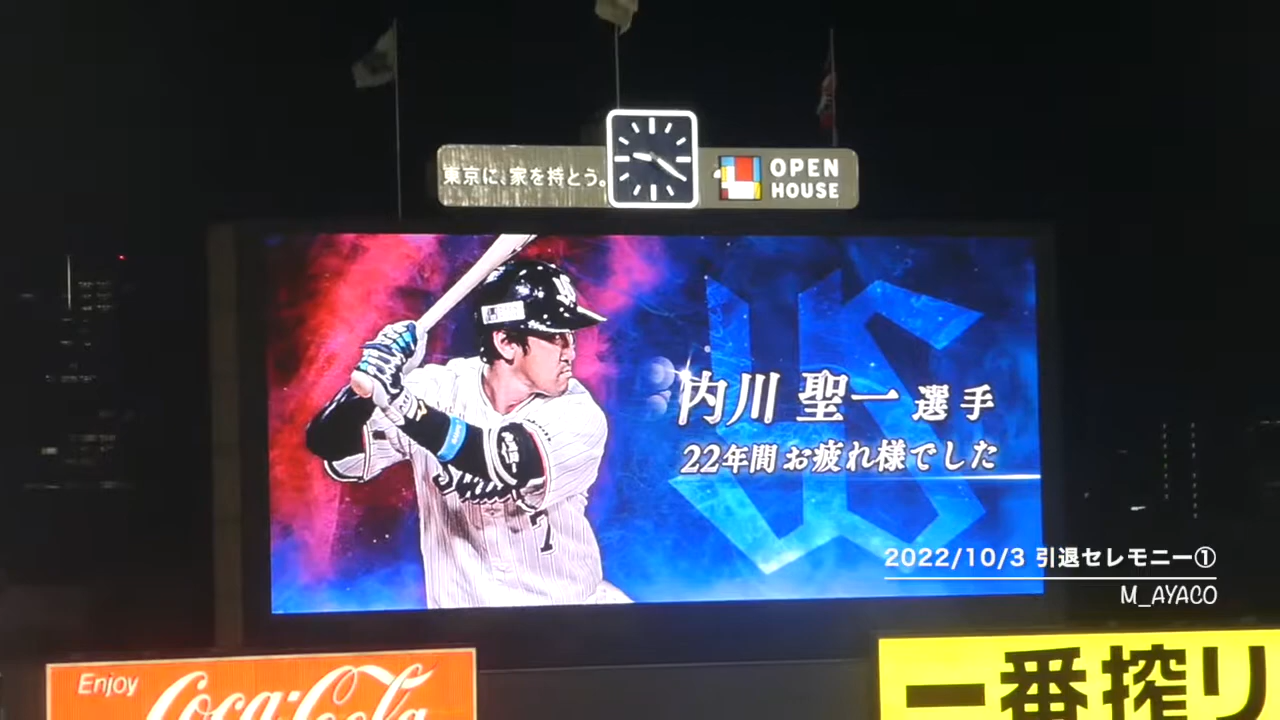 東京に、家を持とう。
OPEN
HOUSE
内川 聖一 選手
22年間 お疲れ様でした
7
2022/10/3 引退セレモニー①
M_AYACO
Enjoy
Coca-Cola
一番搾り